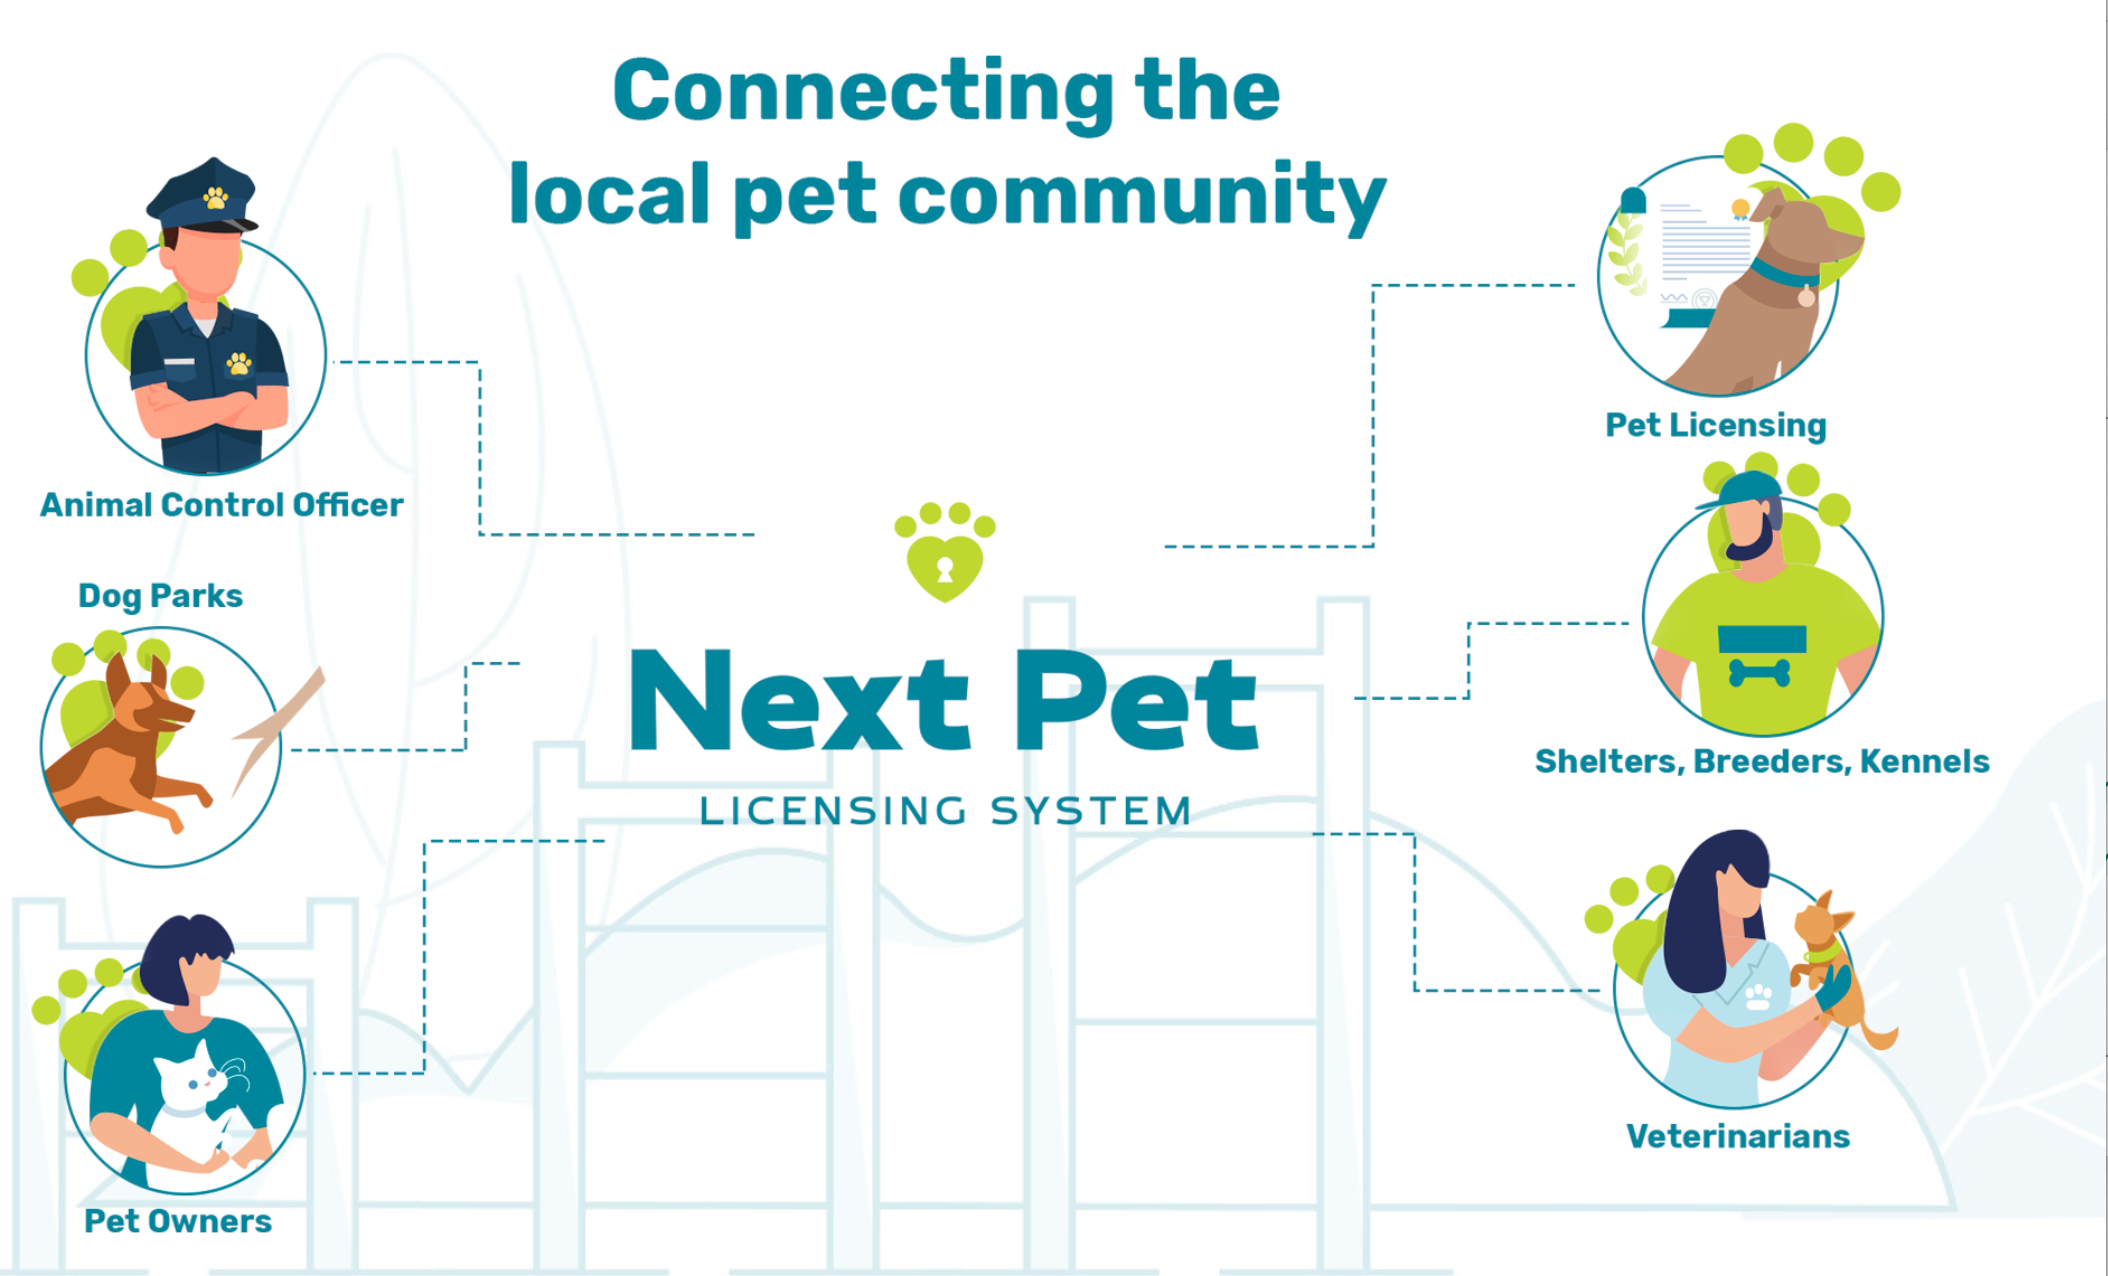 Connecting the
local pet community
Animal Control Officer
Dog Parks
Pet Owners
Next Pet
LICENSING SYSTEM
Pet Licensing
Shelters, Breeders, Kennels
Veterinarians